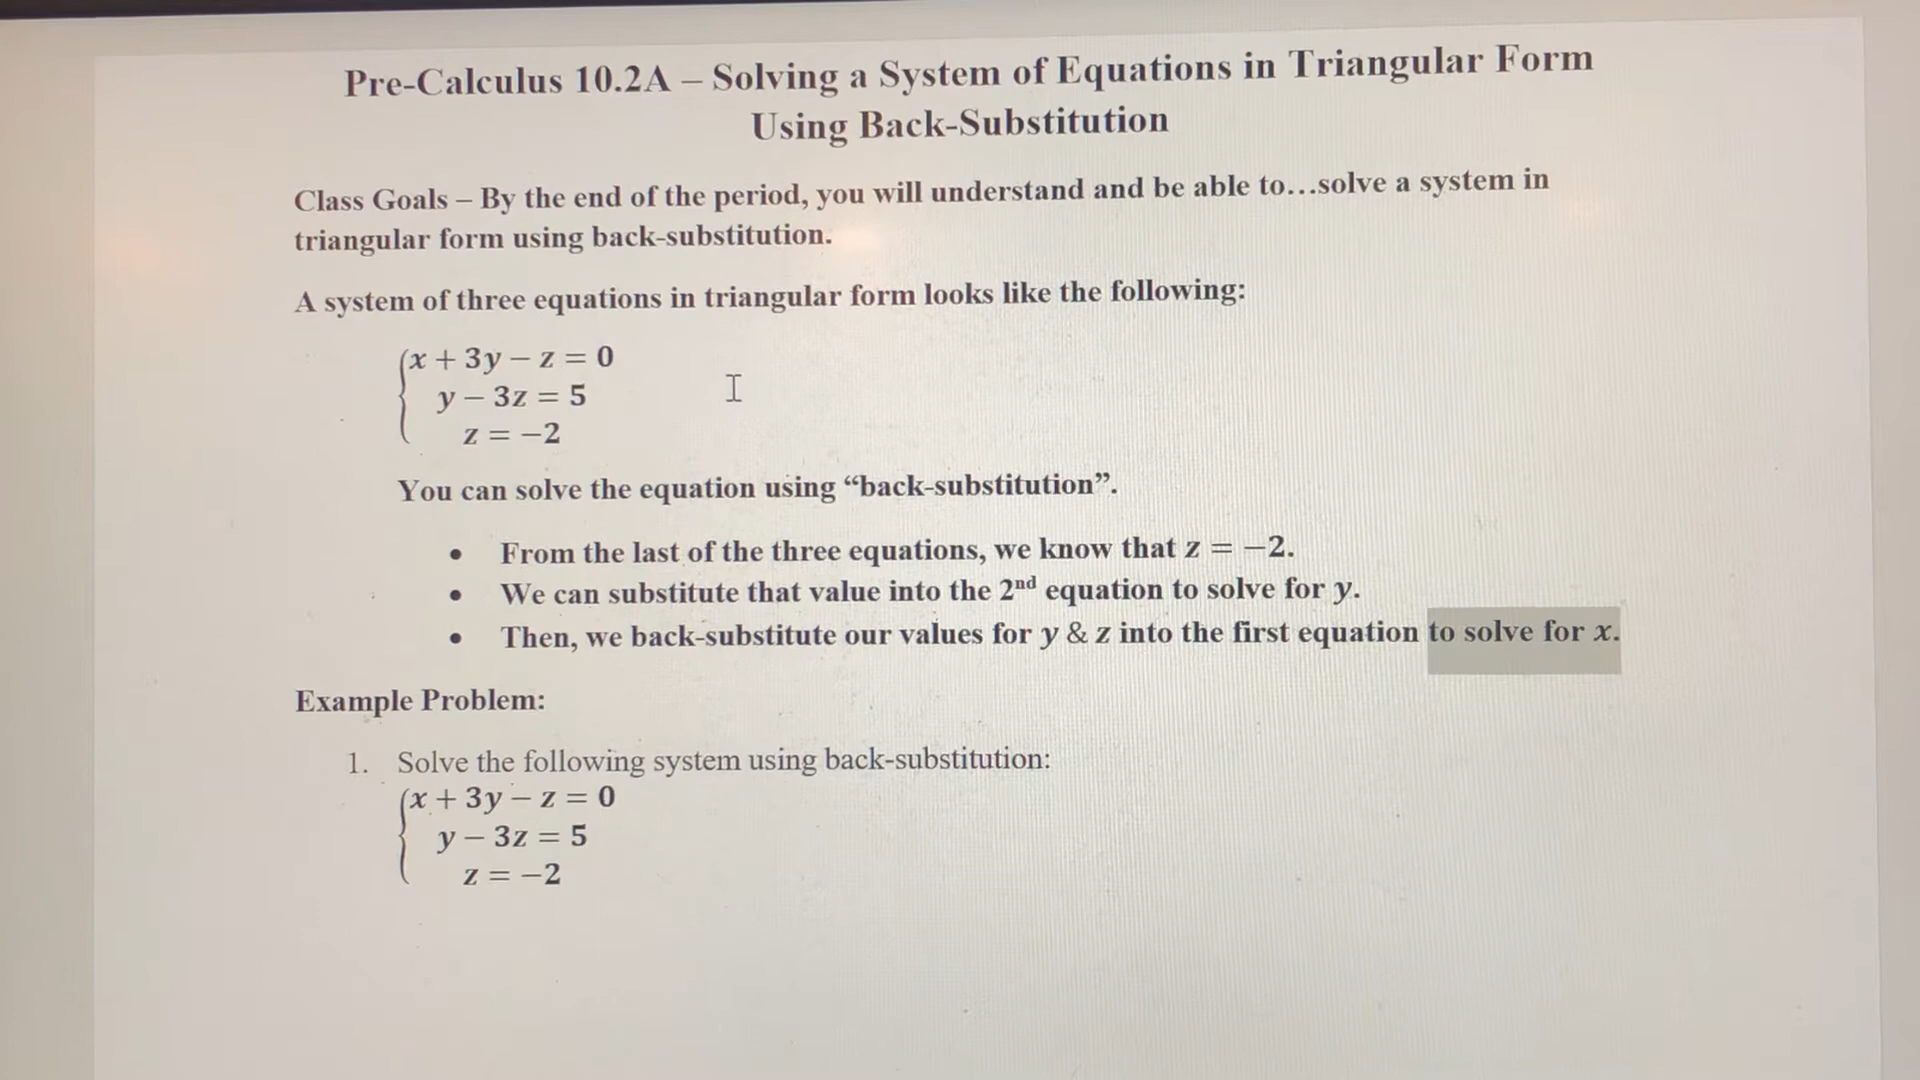 Pre-Calculus 10.2A – Solving a System of Equations in Triangular Form
Using Back-Substitution
Class Goals – By the end of the period, you will understand and be able to…solve a system in
triangular form using back-substitution.
A system of three equations in triangular form looks like the following:
x + 3y − z = 0
y − 3z = 5
z = −2
You can solve the equation using “back-substitution”.
• From the last of the three equations, we know that z = −2.
• We can substitute that value into the 2nd equation to solve for y.
• Then, we back-substitute our values for y & z into the first equation to solve for x.
Example Problem:
1. Solve the following system using back-substitution:
x + 3y − z = 0
y − 3z = 5
z = −2